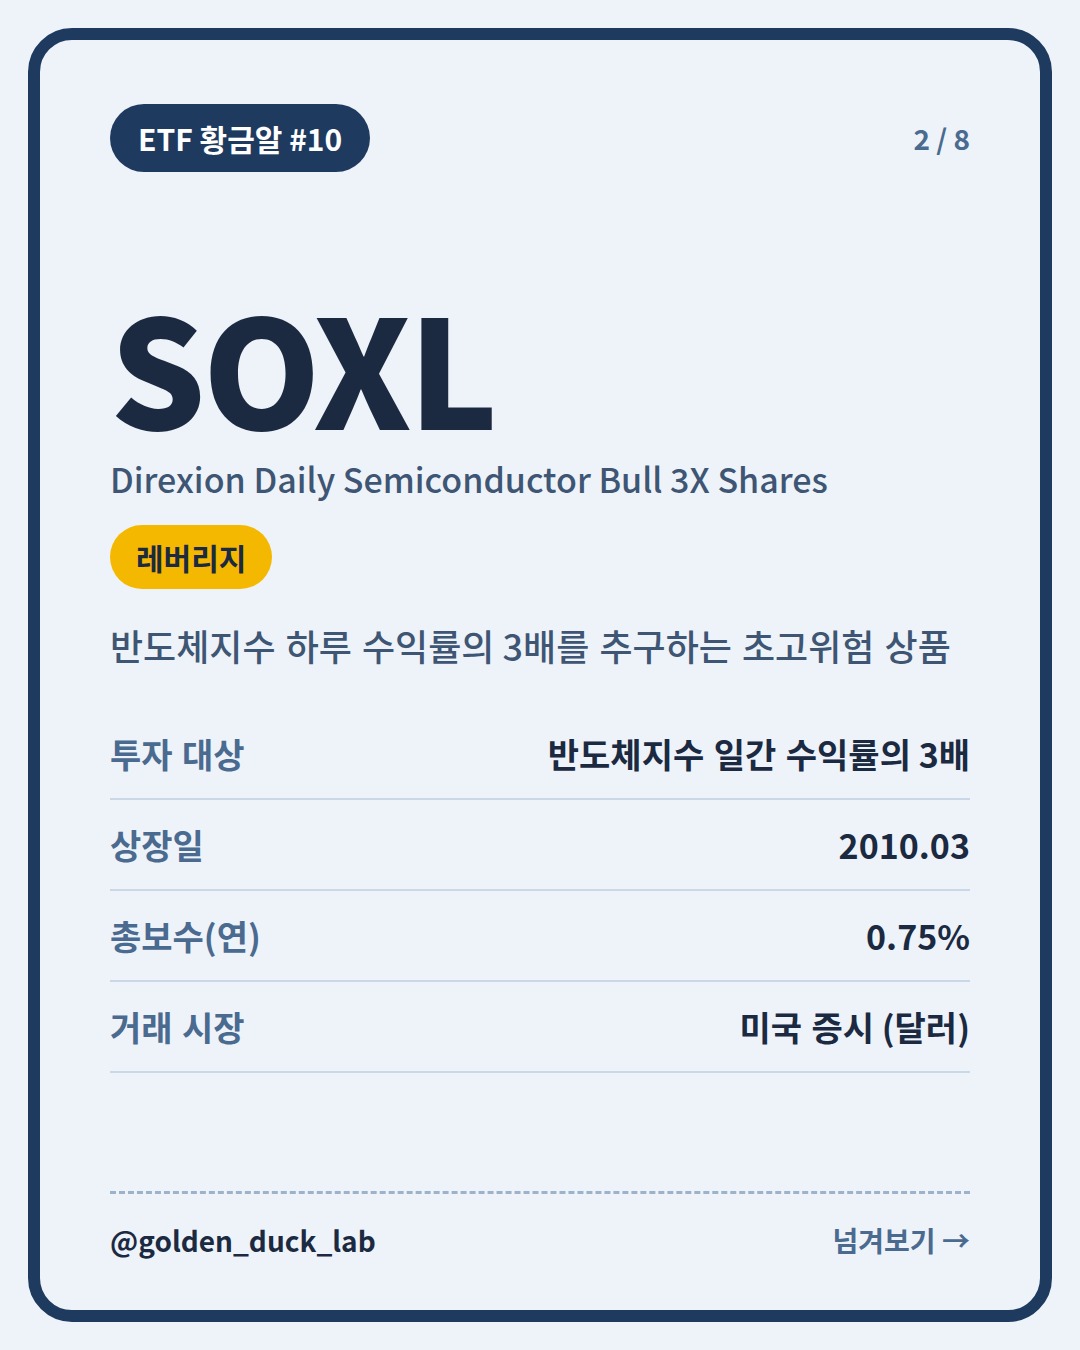 ETF 황금알 #10
2 / 8
SOXL
Direxion Daily Semiconductor Bull 3X Shares
레버리지
반도체지수 하루 수익률의 3배를 추구하는 초고위험 상품
투자 대상 반도체지수 일간 수익률의 3배
상장일 2010.03
총보수(연) 0.75%
거래 시장 미국 증시 (달러)
@golden_duck_lab
넘겨보기 →